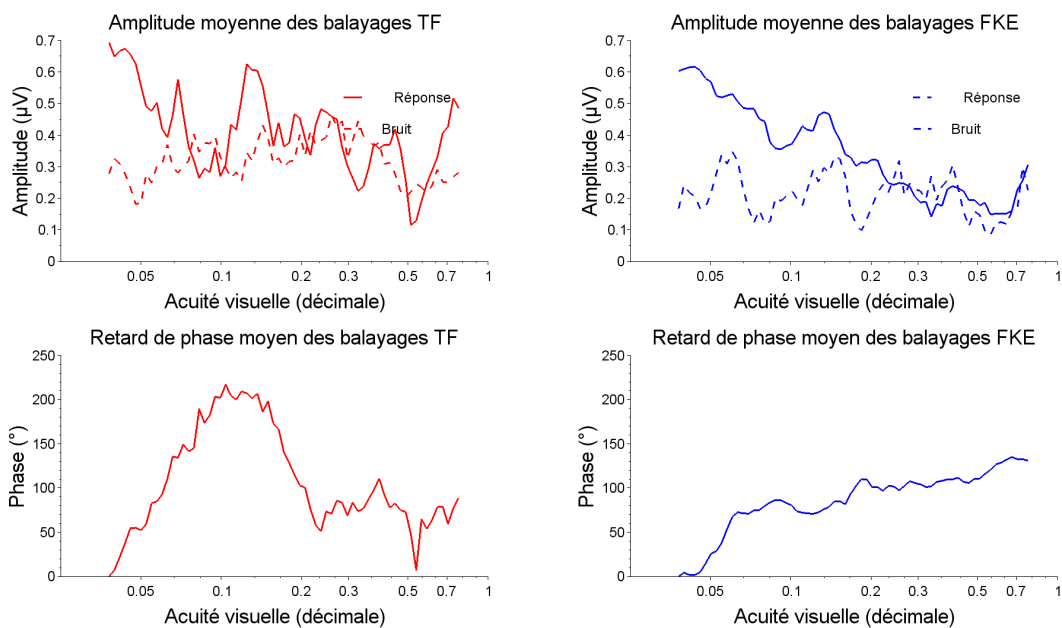 Amplitude moyenne des balayages TF
0.7
0.6
0.5
0.4
0.3
0.2
0.1
0
Amplitude (µV)
Réponse
Bruit
0.05 0.1 0.2 0.3 0.5 0.7 1
Acuité visuelle (décimale)
Amplitude moyenne des balayages FKE
0.7
0.6
0.5
0.4
0.3
0.2
0.1
0
Amplitude (µV)
Réponse
Bruit
0.05 0.1 0.2 0.3 0.5 0.7 1
Acuité visuelle (décimale)
Retard de phase moyen des balayages TF
250
200
150
100
50
0
Phase (°)
0.05 0.1 0.2 0.3 0.5 0.7 1
Acuité visuelle (décimale)
Retard de phase moyen des balayages FKE
250
200
150
100
50
0
Phase (°)
0.05 0.1 0.2 0.3 0.5 0.7 1
Acuité visuelle (décimale)